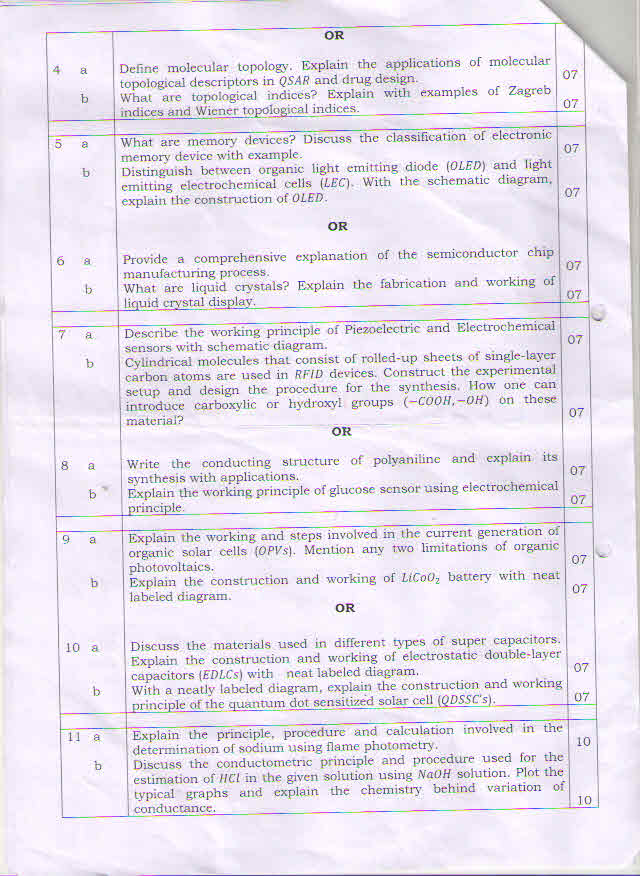 OR
4 a Define molecular topology. Explain the applications of molecular
topological descriptors in QSAR and drug design. 07
b What are topological indices? Explain with examples of Zagreb
indices and Wiener topological indices. 07
5 a What are memory devices? Discuss the classification of electronic
memory device with example. 07
b Distinguish between organic light emitting diode (OLED) and light
emitting electrochemical cells (LEC). With the schematic diagram,
explain the construction of OLED. 07
OR
6 a Provide a comprehensive explanation of the semiconductor chip
manufacturing process. 07
b What are liquid crystals? Explain the fabrication and working of
liquid crystal display. 07
7 a Describe the working principle of Piezoelectric and Electrochemical
sensors with schematic diagram. 07
b Cylindrical molecules that consist of rolled-up sheets of single-layer
carbon atoms are used in RFID devices. Construct the experimental
setup and design the procedure for the synthesis. How one can
introduce carboxylic or hydroxyl groups (−COOH,−OH) on these
material? 07
OR
8 a Write the conducting structure of polyaniline and explain its
synthesis with applications. 07
b Explain the working principle of glucose sensor using electrochemical
principle. 07
9 a Explain the working and steps involved in the current generation of
organic solar cells (OPVs). Mention any two limitations of organic
photovoltaics. 07
b Explain the construction and working of LiCoO₂ battery with neat
labeled diagram. 07
OR
10 a Discuss the materials used in different types of super capacitors.
Explain the construction and working of electrostatic double-layer
capacitors (EDLCs) with neat labeled diagram. 07
b With a neatly labeled diagram, explain the construction and working
principle of the quantum dot sensitized solar cell (QDSSC's). 07
11 a Explain the principle, procedure and calculation involved in the
determination of sodium using flame photometry. 10
b Discuss the conductometric principle and procedure used for the
estimation of HCl in the given solution using NaOH solution. Plot the
typical graphs and explain the chemistry behind variation of
conductance. 10